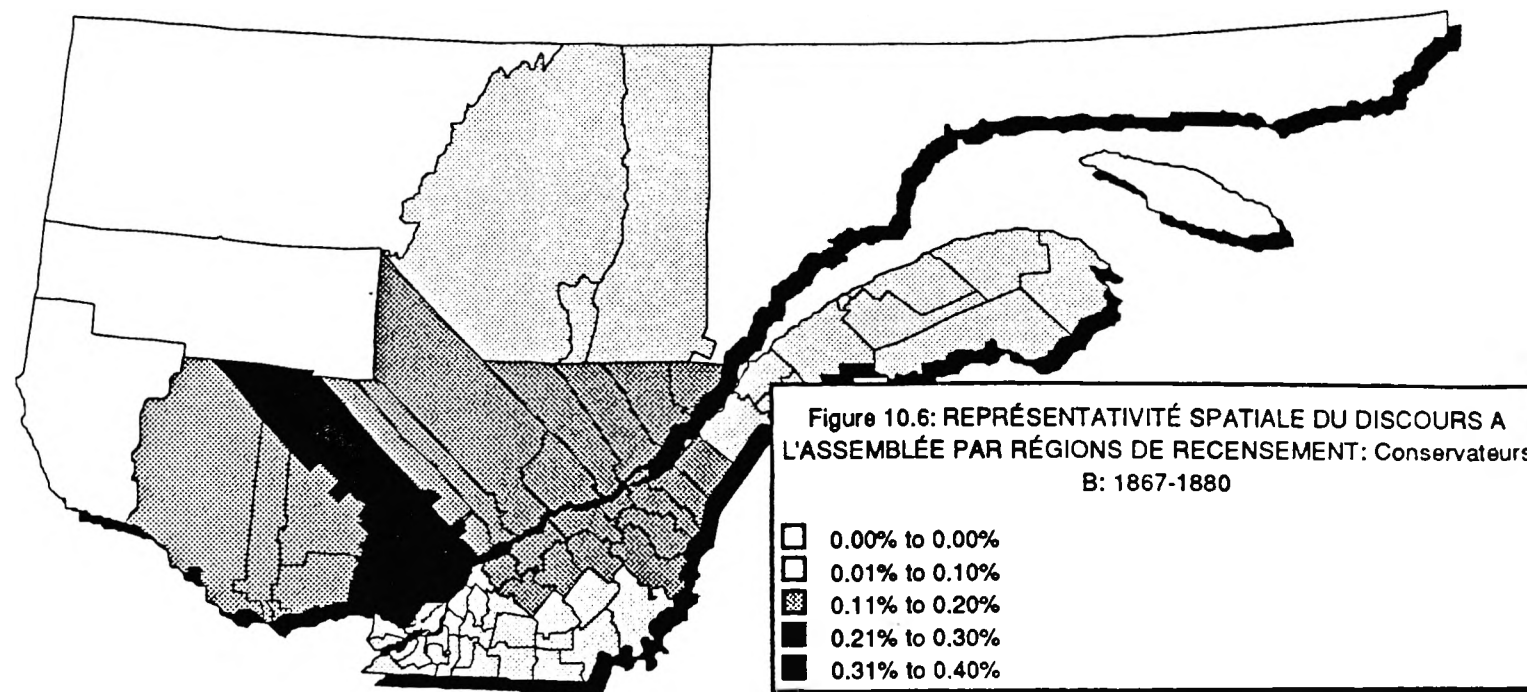 Figure 10.6: REPRÉSENTATIVITÉ SPATIALE DU DISCOURS A
L'ASSEMBLÉE PAR RÉGIONS DE RECENSEMENT: Conservateurs
B: 1867-1880
0.00% to 0.00%
0.01% to 0.10%
0.11% to 0.20%
0.21% to 0.30%
0.31% to 0.40%